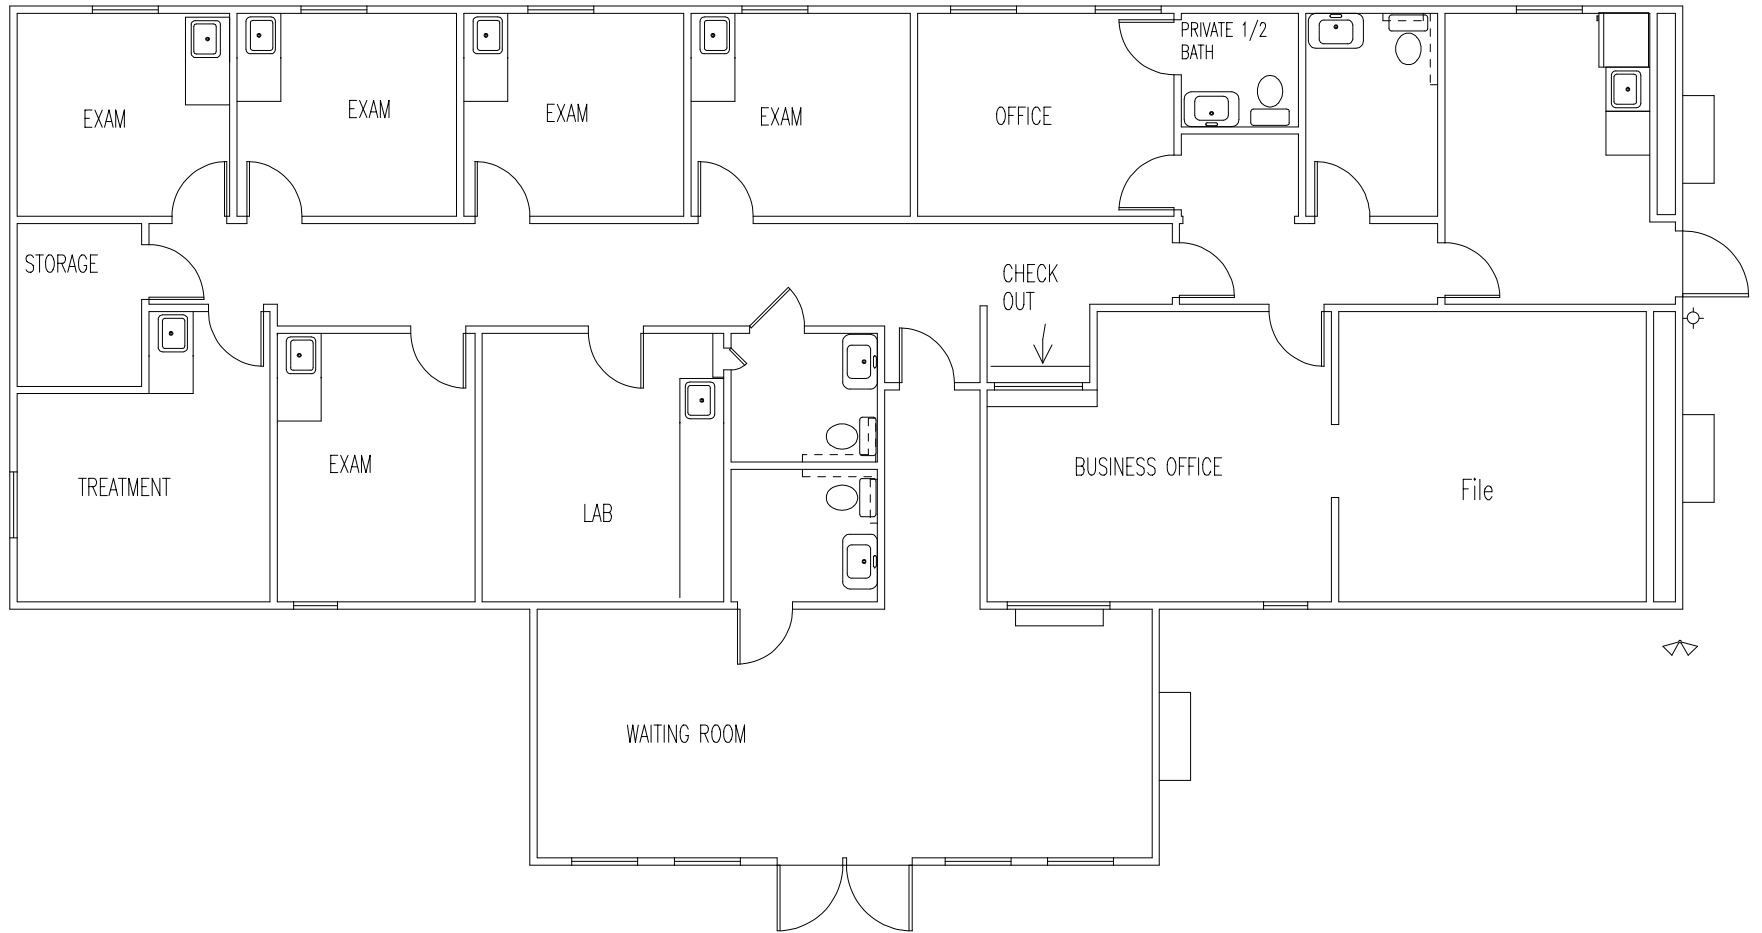 EXAM
EXAM
EXAM
EXAM
OFFICE
PRIVATE 1/2
BATH
STORAGE
CHECK
OUT
TREATMENT
EXAM
LAB
BUSINESS OFFICE
File
WAITING ROOM